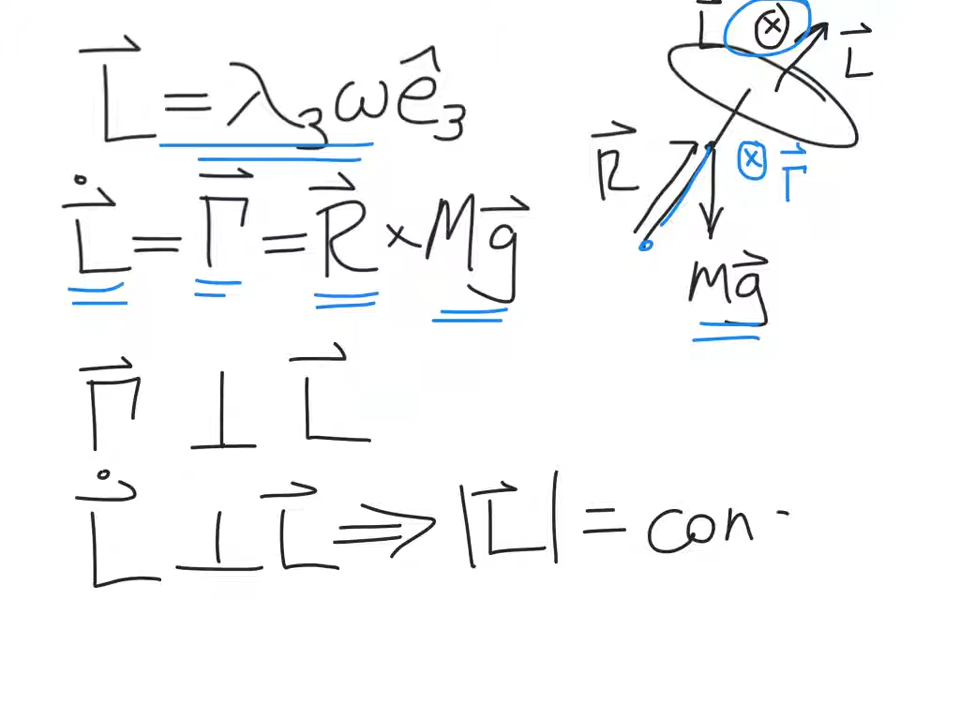 L⃗ = λ₃ωê₃
L⃗̇ = Γ⃗ = R⃗ × Mg⃗
Γ⃗ ⊥ L⃗
L⃗̇ ⊥ L⃗ ⇒ |L⃗| = con
L ⊗
L⃗
R⃗
⊗ Γ⃗
Mg⃗